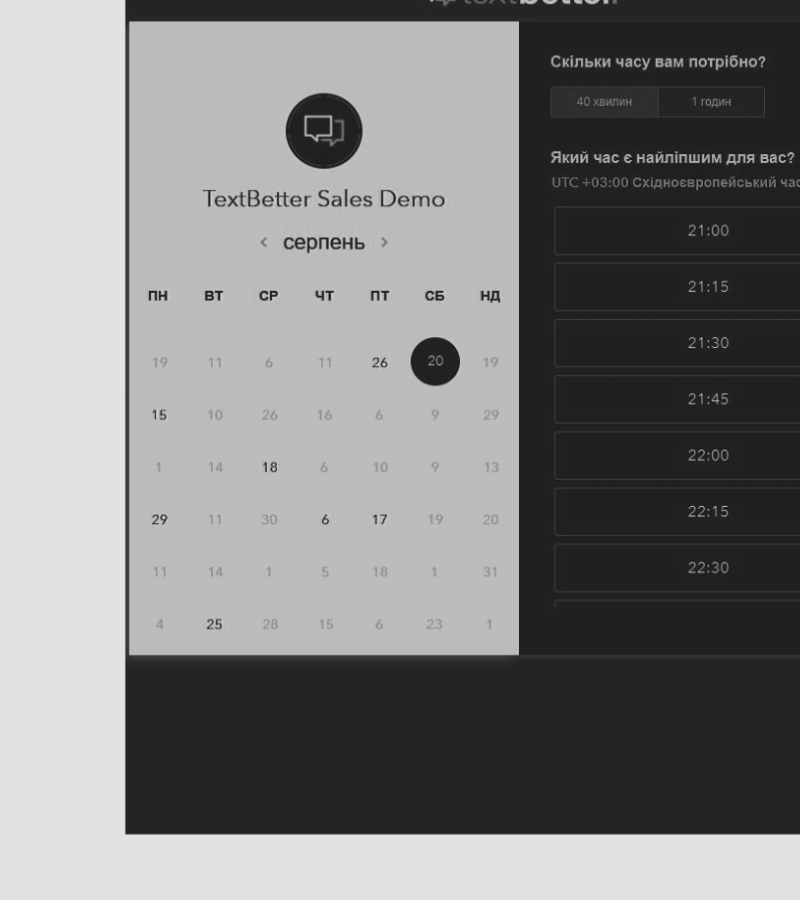 textbetter.
TextBetter Sales Demo
серпень
ПН ВТ СР ЧТ ПТ СБ НД
19 11 6 11 26 20 19
15 10 26 16 6 9 29
1 14 18 6 10 9 13
29 11 30 6 17 19 20
11 14 1 5 18 1 31
4 25 28 15 6 23 1
Скільки часу вам потрібно?
40 хвилин 1 годин
Який час є найліпшим для вас?
UTC +03:00 Східноєвропейський час
21:00
21:15
21:30
21:45
22:00
22:15
22:30